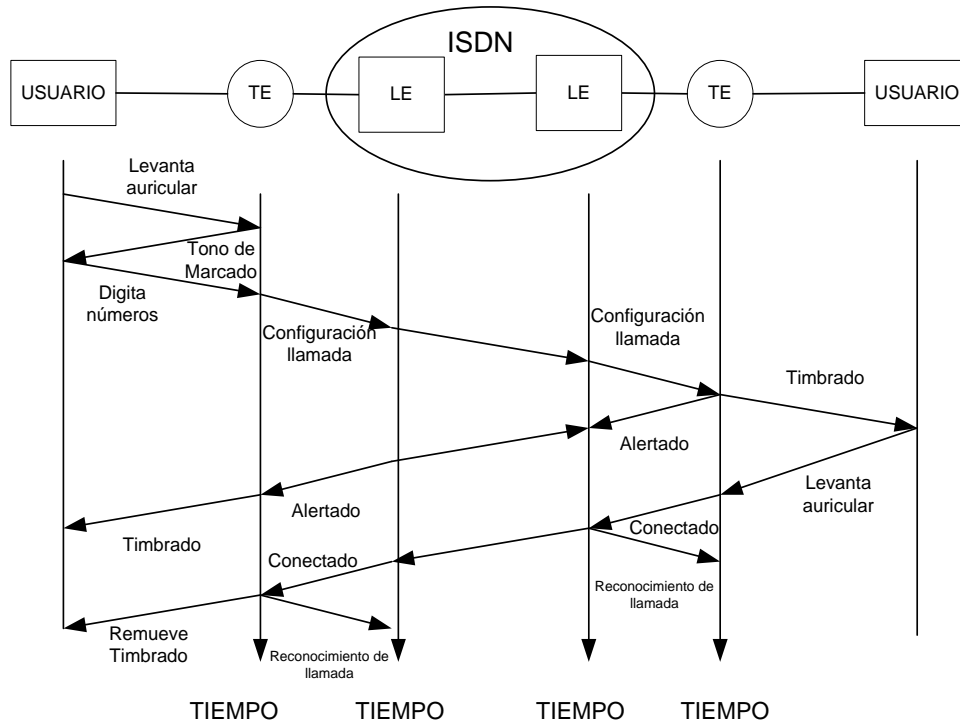 ISDN
USUARIO
TE
LE
LE
TE
USUARIO
Levanta
auricular
Tono de
Marcado
Digita
números
Configuración
llamada
Configuración
llamada
Timbrado
Alertado
Levanta
auricular
Alertado
Timbrado
Conectado
Conectado
Reconocimiento de
llamada
Remueve
Timbrado
Reconocimiento de
llamada
TIEMPO
TIEMPO
TIEMPO
TIEMPO